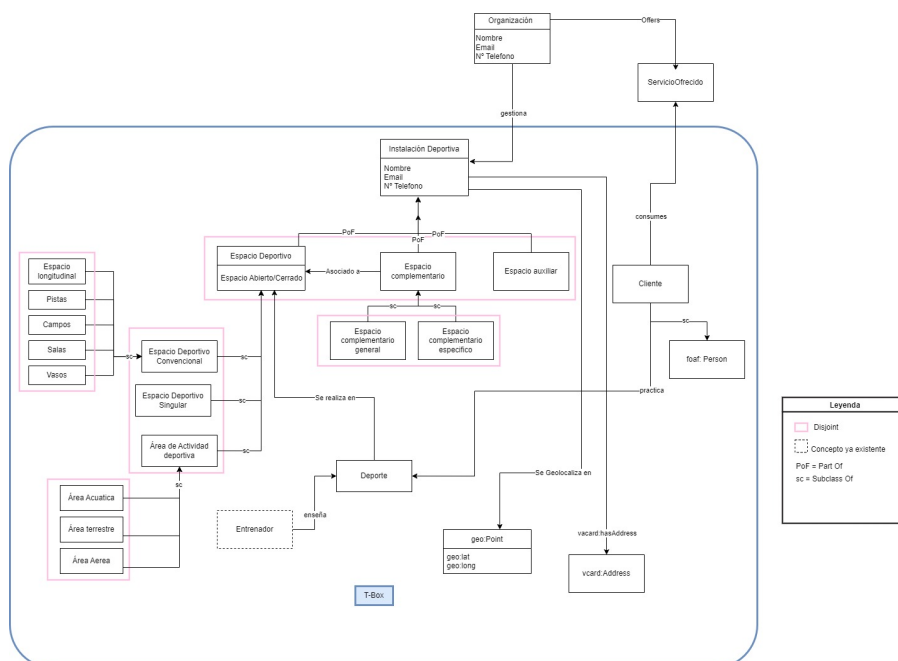 Organización
Nombre
Email
Nº Telefono
Offers
ServicioOfrecido
gestiona
Instalación Deportiva
Nombre
Email
Nº Telefono
consumes
PoF
PoF
PoF
Espacio Deportivo
Espacio Abierto/Cerrado
Asociado a
Espacio
complementario
Espacio auxiliar
Cliente
Espacio
longitudinal
Pistas
Campos
Salas
Vasos
sc
sc
sc
Espacio
complementario
general
Espacio
complementario
especifico
sc
foaf: Person
Espacio Deportivo
Convencional
sc
Espacio Deportivo
Singular
sc
Área de Actividad
deportiva
sc
Se realiza en
practica
Leyenda
Disjoint
Concepto ya existente
PoF = Part Of
sc = Subclass Of
sc
Área Acuatica
Área terrestre
Área Aerea
Deporte
Se Geolocaliza en
enseña
Entrenador
geo:Point
geo:lat
geo:long
vacard:hasAddress
vcard:Address
T-Box